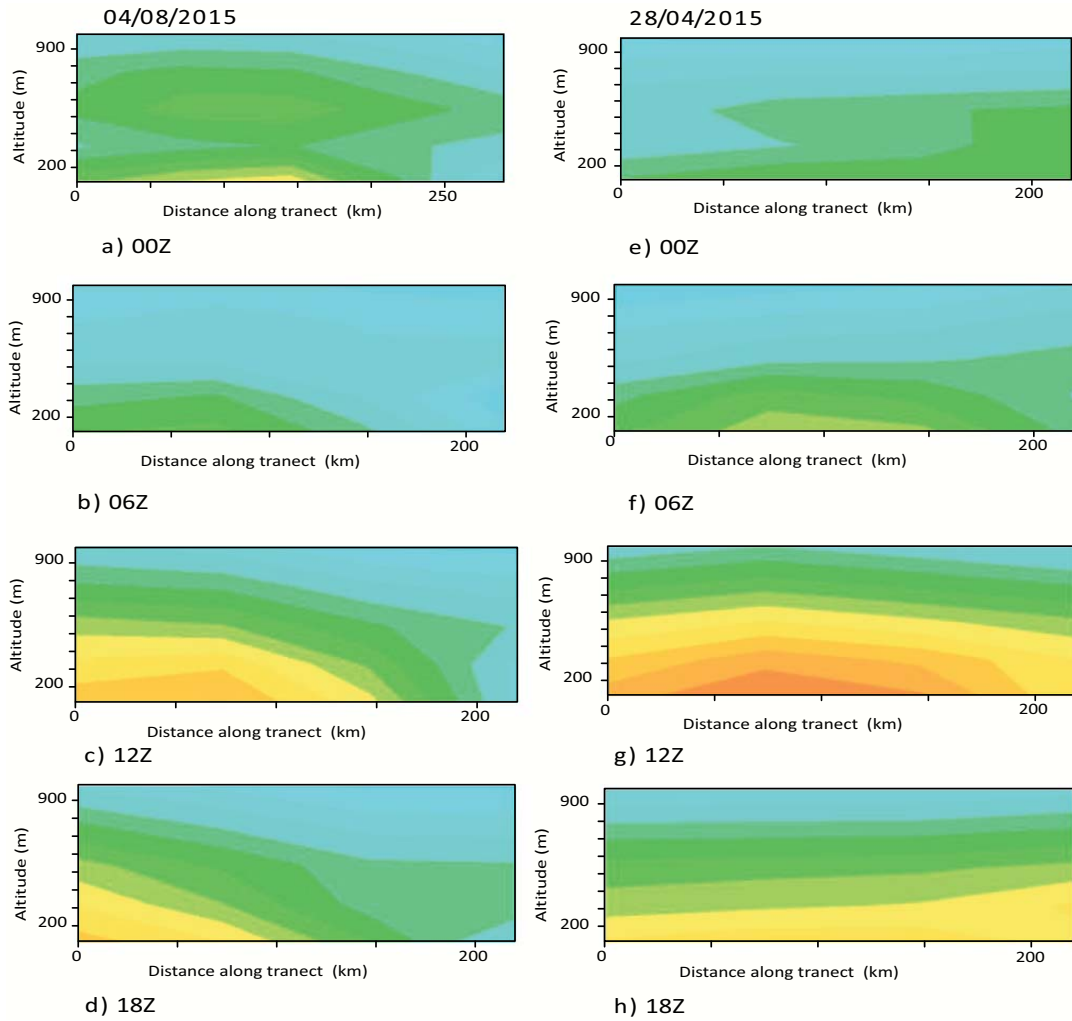 04/08/2015
900
Altitude (m)
200
0
250
Distance along tranect (km)
a) 00Z
28/04/2015
900
Altitude (m)
200
0
200
Distance along tranect (km)
e) 00Z
900
Altitude (m)
200
0
200
Distance along tranect (km)
b) 06Z
900
Altitude (m)
200
0
200
Distance along tranect (km)
f) 06Z
900
Altitude (m)
200
0
200
Distance along tranect (km)
c) 12Z
900
Altitude (m)
200
0
200
Distance along tranect (km)
g) 12Z
900
Altitude (m)
200
0
200
Distance along tranect (km)
d) 18Z
900
Altitude (m)
200
0
200
Distance along tranect (km)
h) 18Z